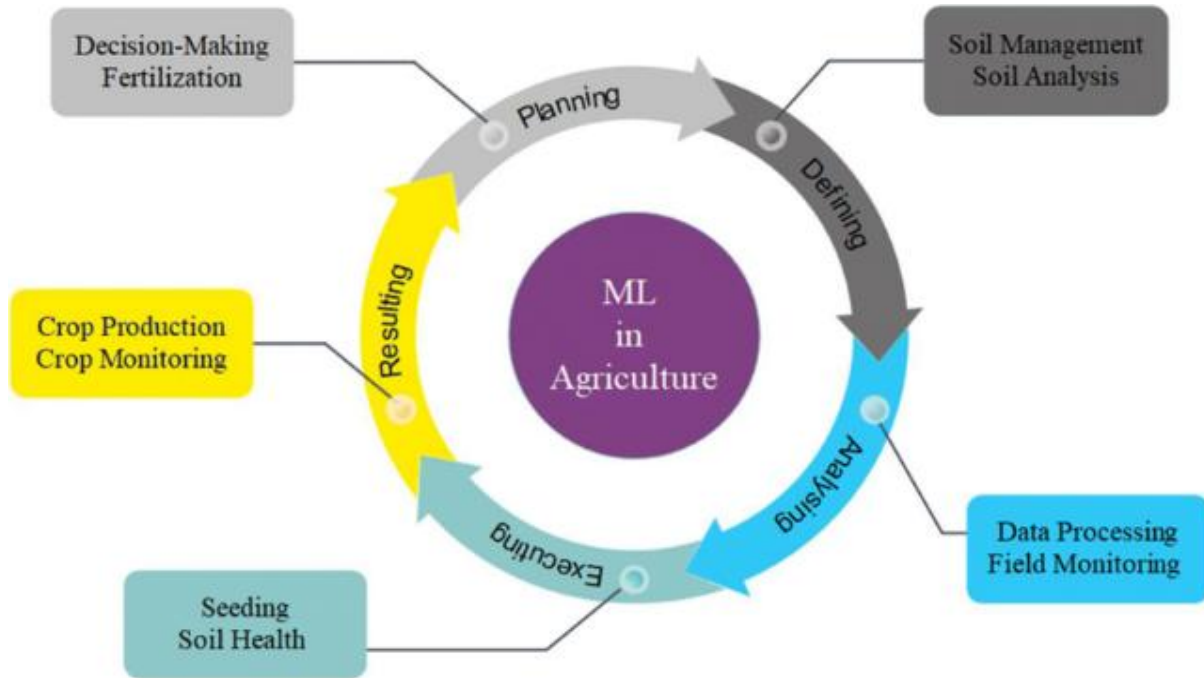 Decision-Making
Fertilization
Soil Management
Soil Analysis
Planning
Defining
ML
in
Agriculture
Resulting
Crop Production
Crop Monitoring
Analysing
Data Processing
Field Monitoring
Executing
Seeding
Soil Health